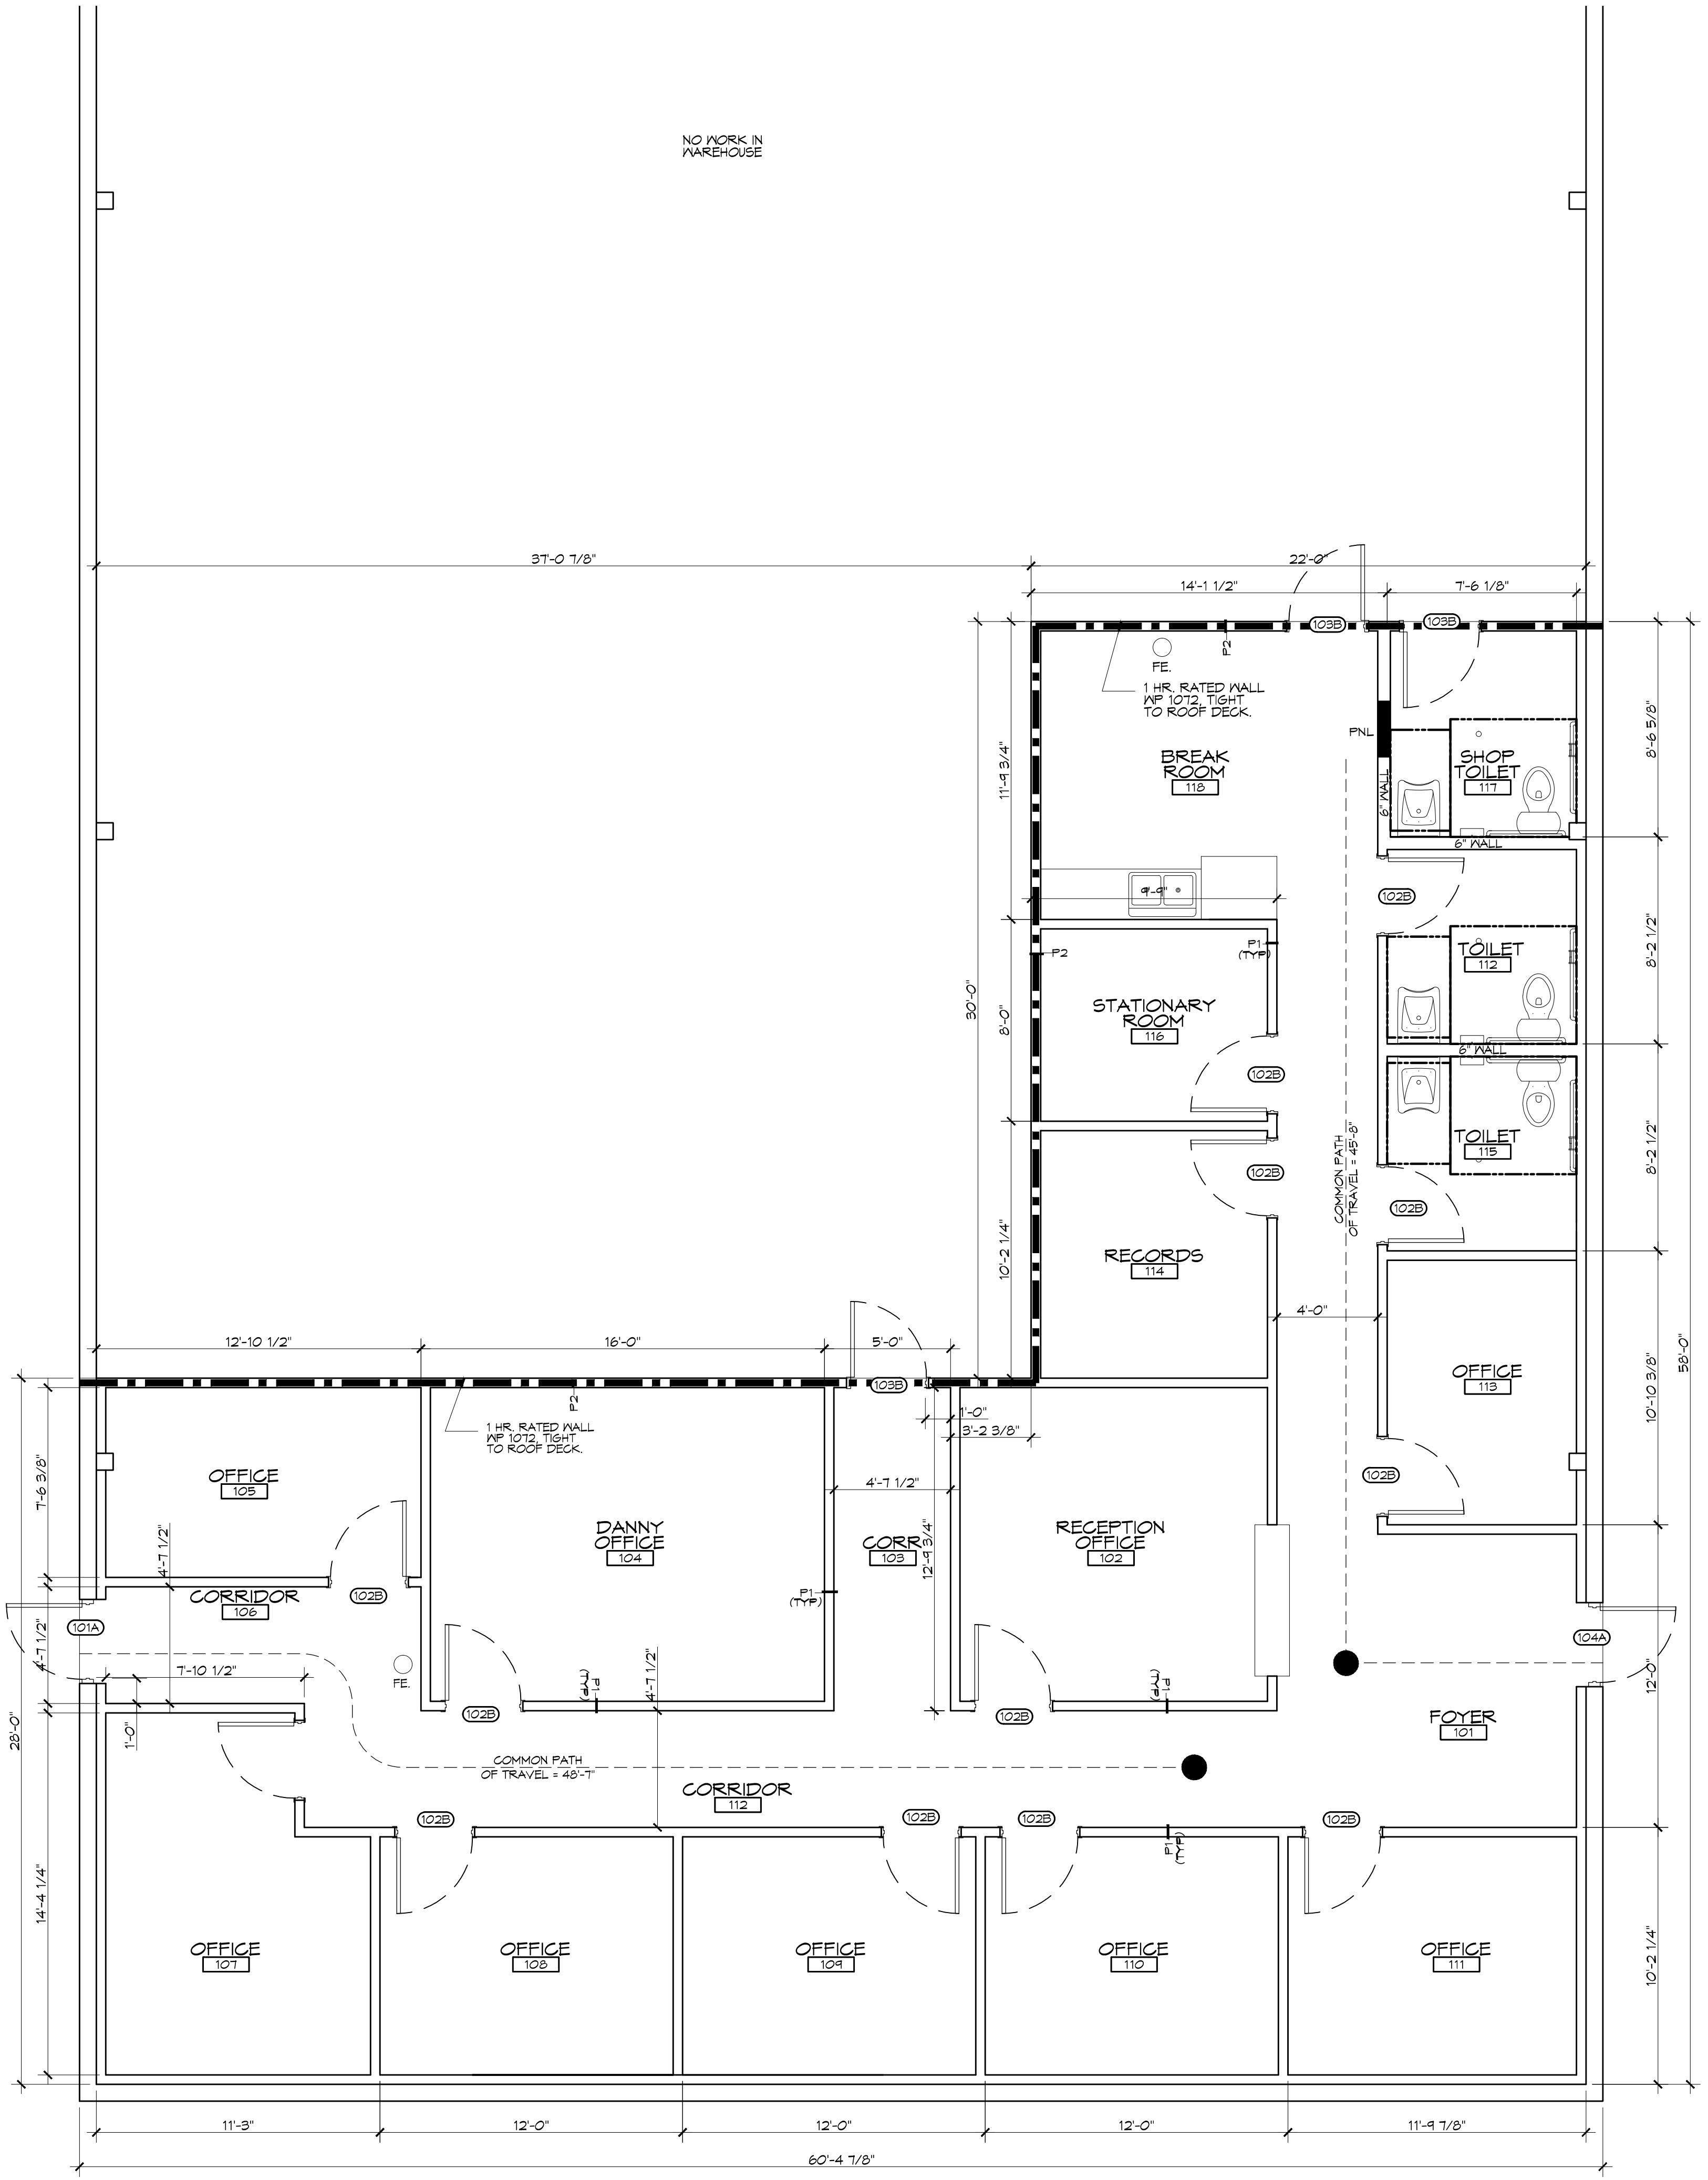 NO WORK IN
WAREHOUSE
37'-0 7/8"
22'-0"
14'-1 1/2"
7'-6 1/8"
103B
103B
P2
FE.
1 HR. RATED WALL
WP 1072, TIGHT
TO ROOF DECK.
PNL
8'-6 5/8"
58'-0"
11'-9 3/4"
BREAK
ROOM
118
SHOP
TOILET
117
6" WALL
6" WALL
102B
9'-9"
P1
(TYP)
P2
TOILET
112
8'-2 1/2"
30'-0"
8'-0"
STATIONARY
ROOM
116
6" WALL
102B
TOILET
115
8'-2 1/2"
COMMON PATH
OF TRAVEL = 45'-8"
102B
102B
10'-2 1/4"
RECORDS
114
4'-0"
12'-10 1/2"
16'-0"
5'-0"
OFFICE
113
10'-10 3/8"
103B
P2
1'-0"
3'-2 3/8"
1 HR. RATED WALL
WP 1072, TIGHT
TO ROOF DECK.
7'-6 3/8"
OFFICE
105
4'-7 1/2"
102B
4'-7 1/2"
DANNY
OFFICE
104
CORR.
103
12'-9 3/4"
RECEPTION
OFFICE
102
P1
(TYP)
CORRIDOR
106
102B
101A
104A
4'-7 1/2"
7'-10 1/2"
FE.
P1
(TYP)
4'-7 1/2"
P1
(TYP)
12'-0"
28'-0"
1'-0"
102B
102B
FOYER
101
COMMON PATH
OF TRAVEL = 48'-7"
CORRIDOR
112
102B
102B
102B
102B
P1
(TYP)
14'-4 1/4"
10'-2 1/4"
OFFICE
107
OFFICE
108
OFFICE
109
OFFICE
110
OFFICE
111
11'-3"
12'-0"
12'-0"
12'-0"
11'-9 7/8"
60'-4 7/8"